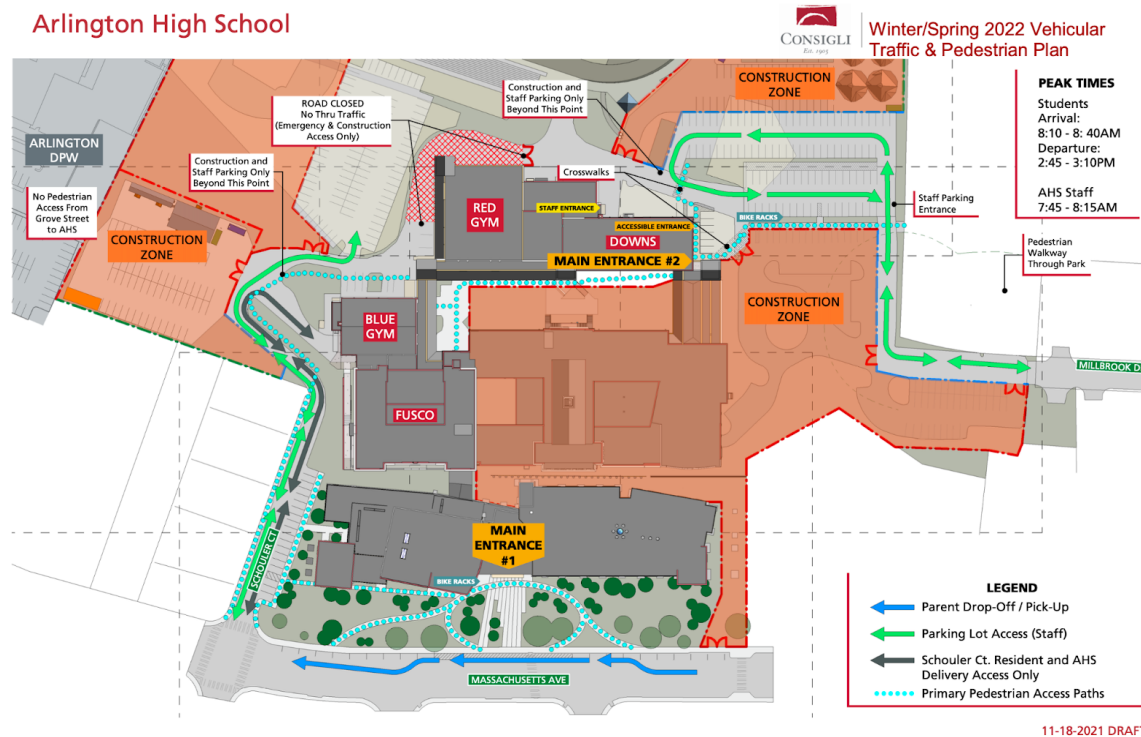 Arlington High School
CONSIGLI
Est. 1905
Winter/Spring 2022 Vehicular
Traffic & Pedestrian Plan
PEAK TIMES
Students
Arrival:
8:10 - 8: 40AM
Departure:
2:45 - 3:10PM
AHS Staff
7:45 - 8:15AM
CONSTRUCTION
ZONE
Construction and
Staff Parking Only
Beyond This Point
ROAD CLOSED
No Thru Traffic
(Emergency & Construction
Access Only)
ARLINGTON
DPW
Construction and
Staff Parking Only
Beyond This Point
Crosswalks
No Pedestrian
Access From
Grove Street
to AHS
CONSTRUCTION
ZONE
RED
GYM
STAFF ENTRANCE
ACCESSIBLE ENTRANCE
DOWNS
MAIN ENTRANCE #2
BIKE RACKS
Staff Parking
Entrance
Pedestrian
Walkway
Through Park
CONSTRUCTION
ZONE
BLUE
GYM
FUSCO
MILLBROOK D
MAIN
ENTRANCE
#1
BIKE RACKS
SCHOULER CT
MASSACHUSETTS AVE
LEGEND
Parent Drop-Off / Pick-Up
Parking Lot Access (Staff)
Schouler Ct. Resident and AHS
Delivery Access Only
Primary Pedestrian Access Paths
11-18-2021 DRAFT